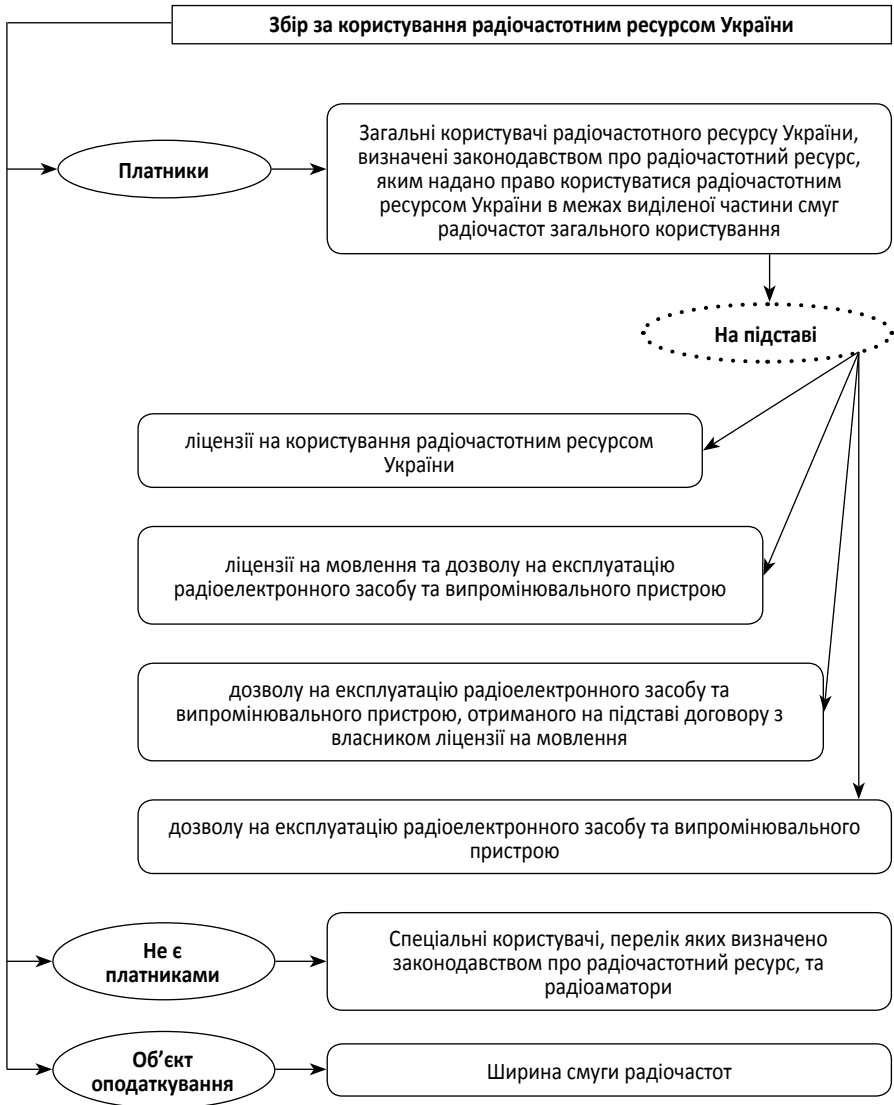 Збір за користування радіочастотним ресурсом України
Платники
Загальні користувачі радіочастотного ресурсу України,
визначені законодавством про радіочастотний ресурс,
яким надано право користуватися радіочастотним
ресурсом України в межах виділеної частини смуг
радіочастот загального користування
На підставі
ліцензії на користування радіочастотним ресурсом
України
ліцензії на мовлення та дозволу на експлуатацію
радіоелектронного засобу та випромінювального пристрою
дозволу на експлуатацію радіоелектронного засобу та
випромінювального пристрою, отриманого на підставі договору з
власником ліцензії на мовлення
дозволу на експлуатацію радіоелектронного засобу та випромінювального
пристрою
Не є
платниками
Спеціальні користувачі, перелік яких визначено
законодавством про радіочастотний ресурс, та
радіоаматори
Об’єкт
оподаткування
Ширина смуги радіочастот